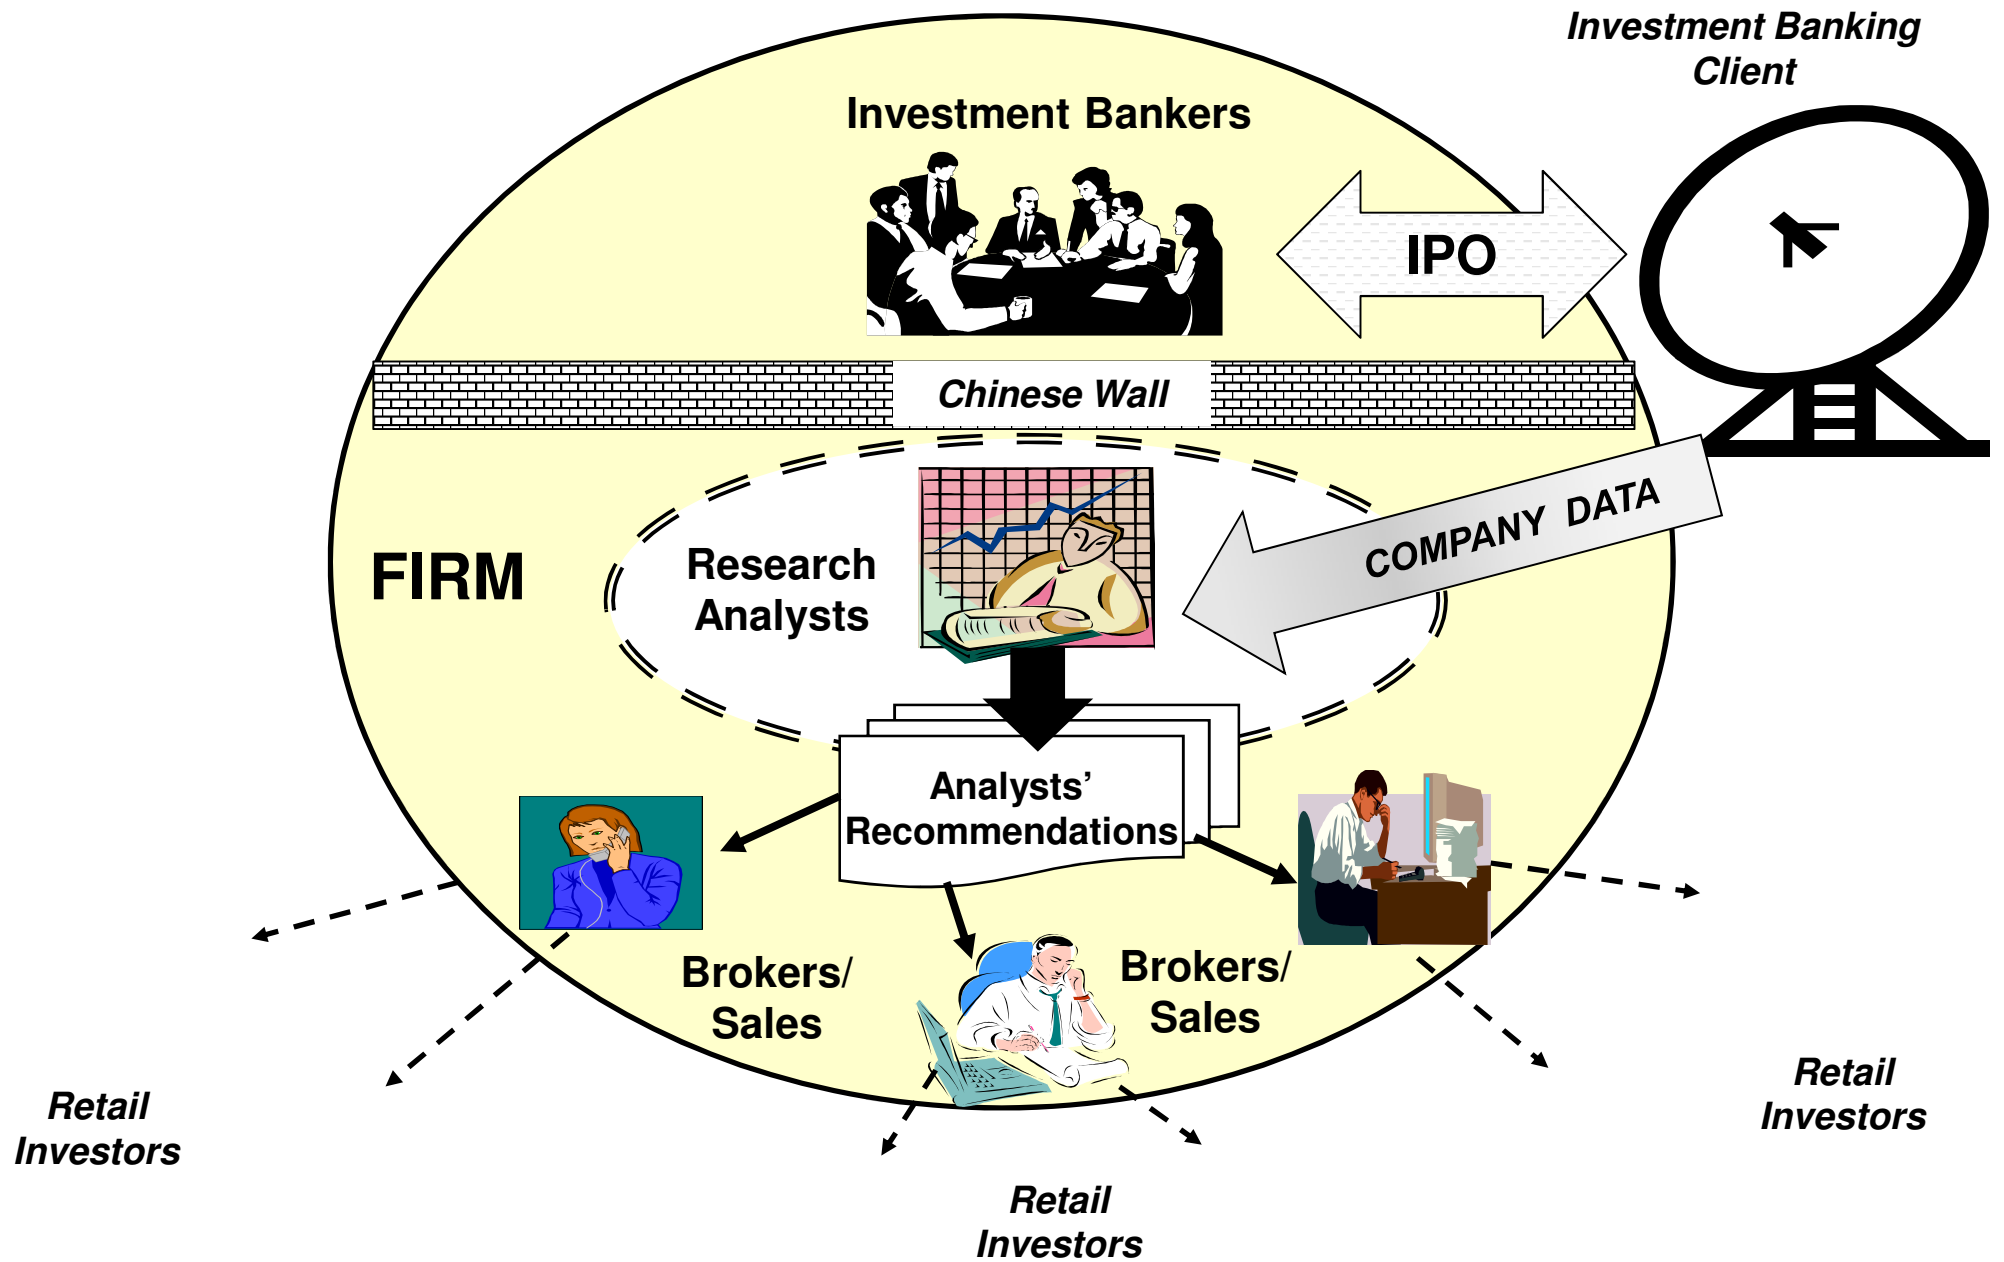 Investment Banking
Client
Investment Bankers
IPO
Chinese Wall
COMPANY DATA
FIRM
Research
Analysts
Analysts’
Recommendations
Brokers/
Sales
Brokers/
Sales
Retail
Investors
Retail
Investors
Retail
Investors